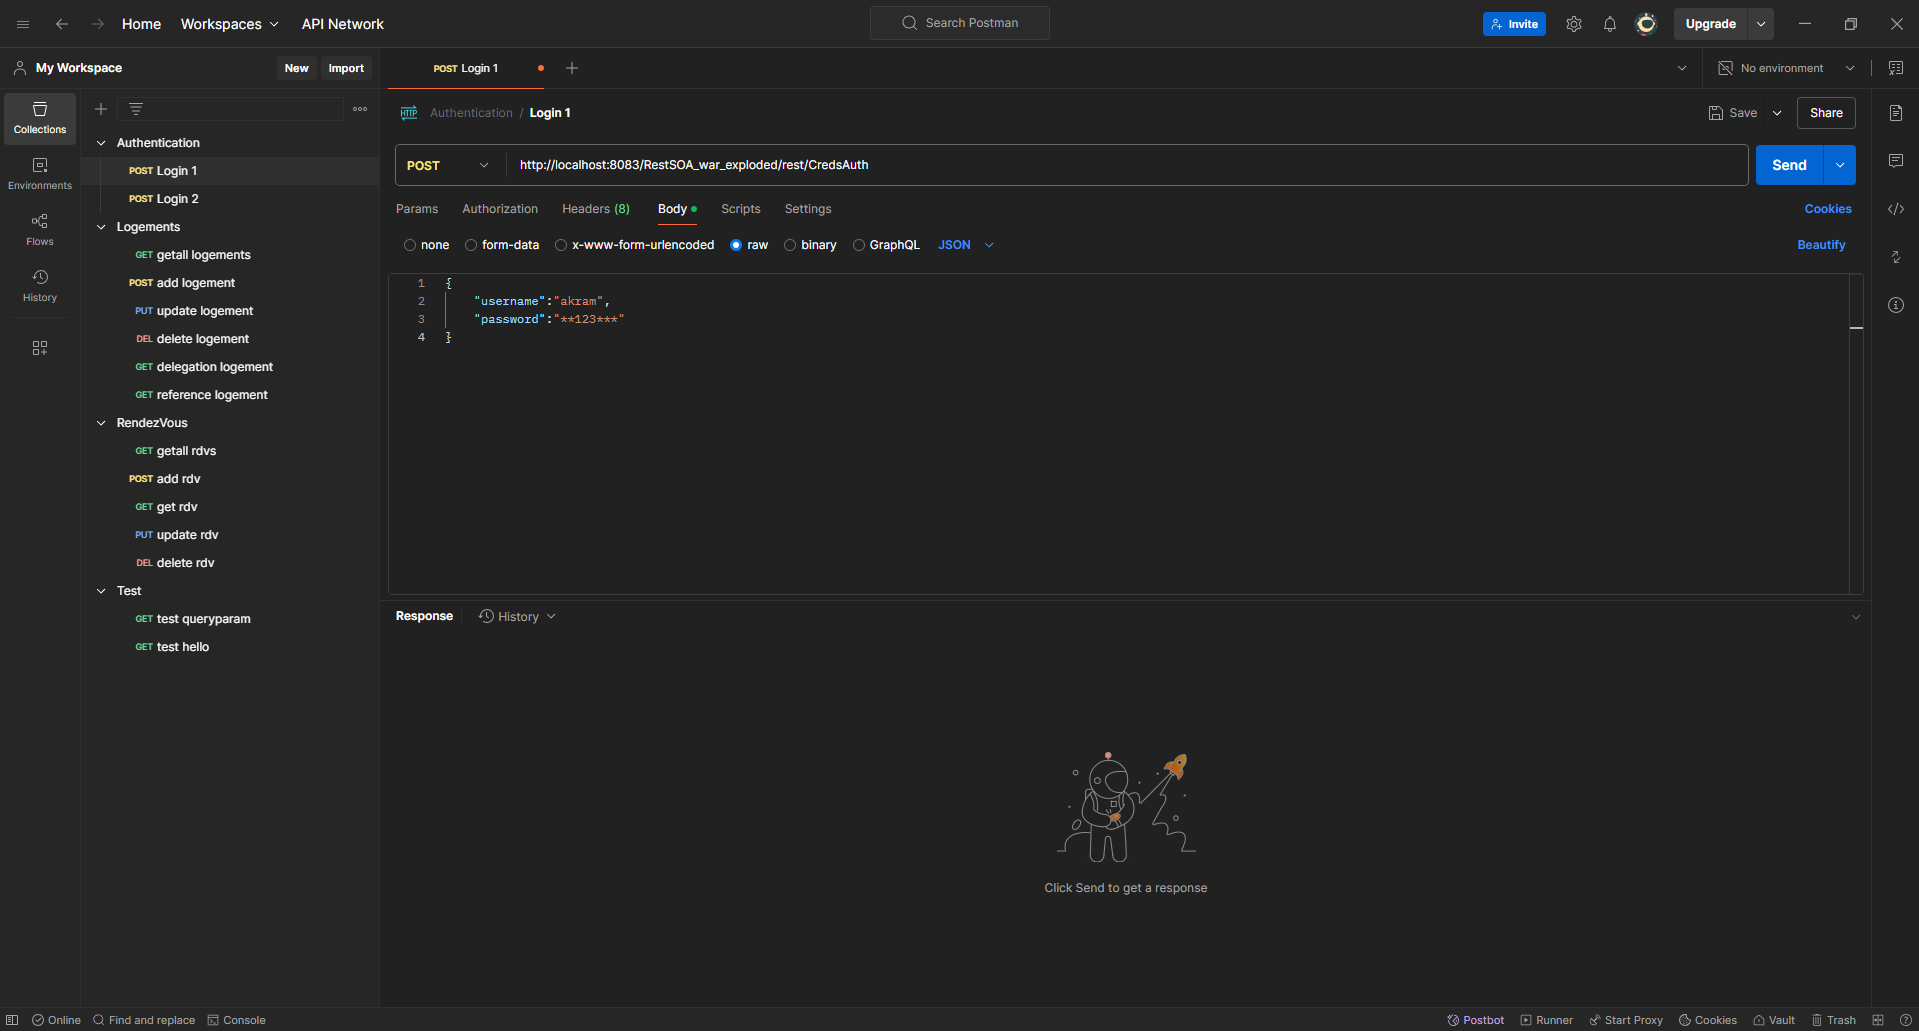 Home Workspaces API Network Search Postman Invite Upgrade
My Workspace New Import POST Login 1 No environment
Collections
Environments
Flows
History
Authentication
POST Login 1
POST Login 2
Logements
GET getall logements
POST add logement
PUT update logement
DEL delete logement
GET delegation logement
GET reference logement
RendezVous
GET getall rdvs
POST add rdv
GET get rdv
PUT update rdv
DEL delete rdv
Test
GET test queryparam
GET test hello
HTTP Authentication / Login 1 Save Share
POST http://localhost:8083/RestSOA_war_exploded/rest/CredsAuth Send
Params Authorization Headers (8) Body Scripts Settings Cookies
none form-data x-www-form-urlencoded raw binary GraphQL JSON Beautify
1 {
2 "username":"akram",
3 "password":"**123***"
4 }
Response History
Click Send to get a response
Online Find and replace Console Postbot Runner Start Proxy Cookies Vault Trash